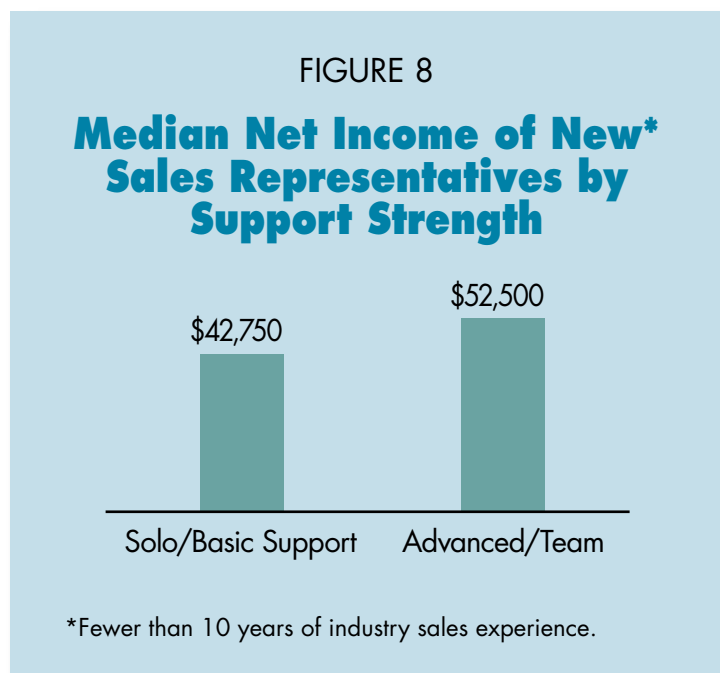 FIGURE 8
Median Net Income of New*
Sales Representatives by
Support Strength
$42,750
$52,500
Solo/Basic Support
Advanced/Team
*Fewer than 10 years of industry sales experience.